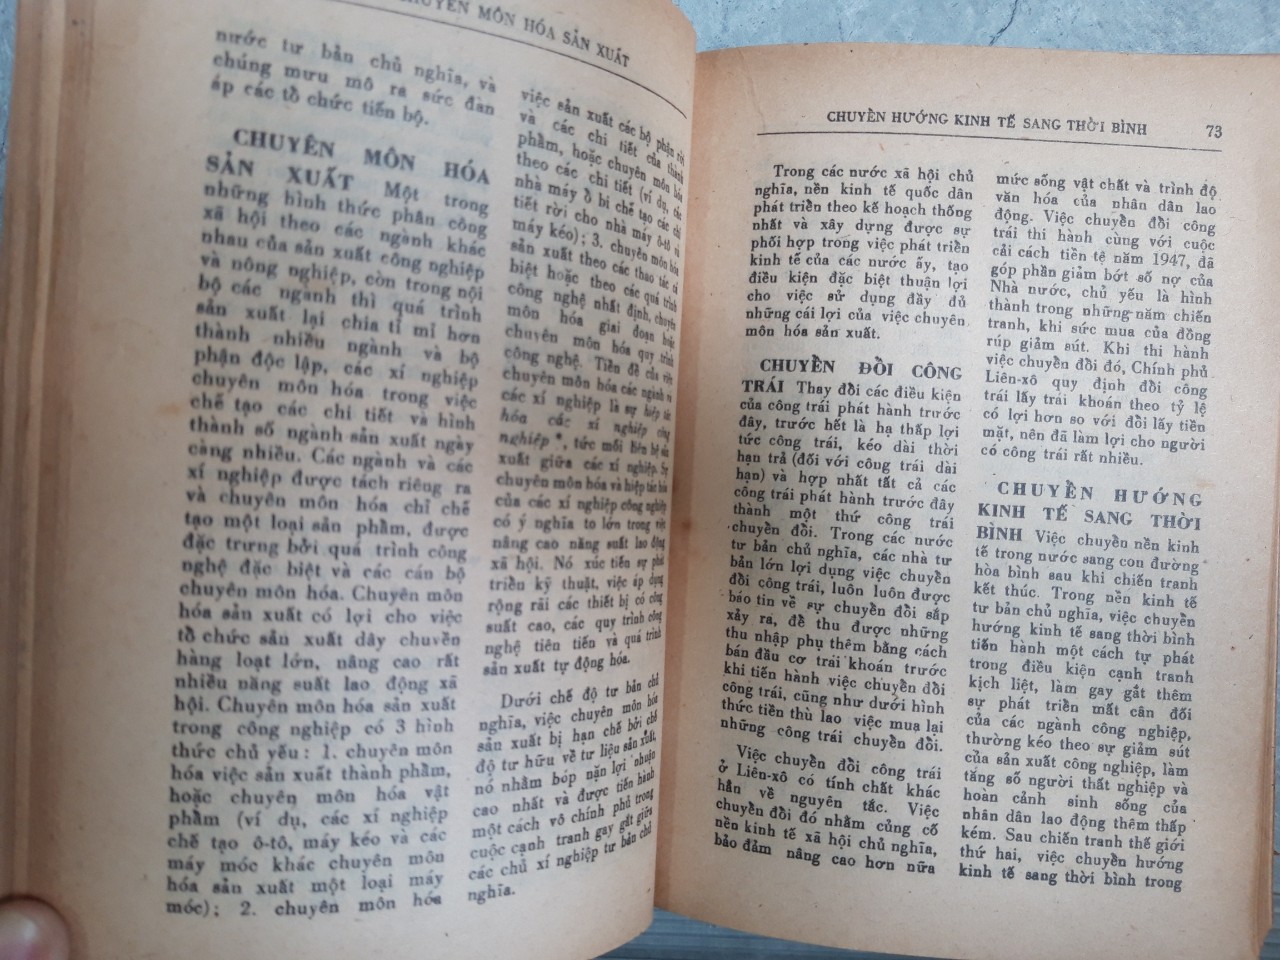 CHUYÊN MÔN HÓA SẢN XUẤT
nước tư bản chủ nghĩa, và
chúng mưu mô ra sức đàn
áp các tổ chức tiến bộ.
CHUYÊN MÔN HÓA
SẢN XUẤT Một trong
những hình thức phân công
xã hội theo các ngành khác
nhau của sản xuất công nghiệp
và nông nghiệp, còn trong nội
bộ các ngành thì quá trình
sản xuất lại chia tỉ mỉ hơn
thành nhiều ngành và bộ
phận độc lập, các xí nghiệp
chuyên môn hóa trong việc
chế tạo các chi tiết và hình
thành số ngành sản xuất ngày
càng nhiều. Các ngành và các
xí nghiệp được tách riêng ra
và chuyên môn hóa chỉ chế
tạo một loại sản phẩm, được
đặc trưng bởi quá trình công
nghệ đặc biệt và các cán bộ
chuyên môn hóa. Chuyên môn
hóa sản xuất có lợi cho việc
tổ chức sản xuất dây chuyền
hàng loạt lớn, nâng cao rất
nhiều năng suất lao động xã
hội. Chuyên môn hóa sản xuất
trong công nghiệp có 3 hình
thức chủ yếu: 1. chuyên môn
hóa việc sản xuất thành phẩm,
hoặc chuyên môn hóa vật
phẩm (ví dụ, các xí nghiệp
chế tạo ô-tô, máy kéo và các
máy móc khác chuyên môn
hóa sản xuất một loại máy
móc); 2. chuyên môn hóa
việc sản xuất các bộ phận rời
và các chi tiết của thành
phẩm, hoặc chuyên môn hóa
theo các chi tiết (ví dụ, các
nhà máy ổ bi chế tạo các chi
tiết rời cho nhà máy ô-tô và
máy kéo); 3. chuyên môn hóa
sản xuất theo các thao tác cá
biệt hoặc theo các quá trình
công nghệ nhất định, chuyên
môn hóa giai đoạn hoặc
chuyên môn hóa quy trình
công nghệ. Tiền đề của việc
chuyên môn hóa các ngành và
các xí nghiệp là sự hiệp tác
hóa các xí nghiệp công
nghiệp*, tức mối liên hệ sản
xuất giữa các xí nghiệp. Sự
chuyên môn hóa và hiệp tác hóa
của các xí nghiệp công nghiệp
có ý nghĩa to lớn trong việc
nâng cao năng suất lao động
xã hội. Nó xúc tiến sự phát
triển kỹ thuật, việc áp dụng
rộng rãi các thiết bị có công
suất cao, các quy trình công
nghệ tiên tiến và quá trình
sản xuất tự động hóa.
Dưới chế độ tư bản chủ
nghĩa, việc chuyên môn hóa
sản xuất bị hạn chế bởi chế
độ tư hữu về tư liệu sản xuất,
nó nhằm bóp nặn lợi nhuận
cao nhất và được tiến hành
một cách vô chính phủ trong
cuộc cạnh tranh gay gắt giữa
các chủ xí nghiệp tư bản chủ
nghĩa.
CHUYỂN HƯỚNG KINH TẾ SANG THỜI BÌNH 73
Trong các nước xã hội chủ
nghĩa, nền kinh tế quốc dân
phát triển theo kế hoạch thống
nhất và xây dựng được sự
phối hợp trong việc phát triển
kinh tế của các nước ấy, tạo
điều kiện đặc biệt thuận lợi
cho việc sử dụng đầy đủ
những cái lợi của việc chuyên
môn hóa sản xuất.
CHUYỂN ĐỔI CÔNG
TRÁI Thay đổi các điều kiện
của công trái phát hành trước
đây, trước hết là hạ thấp lợi
tức công trái, kéo dài thời
hạn trả (đối với công trái dài
hạn) và hợp nhất tất cả các
công trái phát hành trước đây
thành một thứ công trái
chuyển đổi. Trong các nước
tư bản chủ nghĩa, các nhà tư
bản lớn lợi dụng việc chuyển
đổi công trái, luôn luôn được
báo tin về sự chuyển đổi sắp
xảy ra, để thu được những
thu nhập phụ thêm bằng cách
bán đầu cơ trái khoán trước
khi tiến hành việc chuyển đổi
công trái, cũng như dưới hình
thức tiền thù lao việc mua lại
những công trái chuyển đổi.
Việc chuyển đổi công trái
ở Liên-xô có tính chất khác
hẳn về nguyên tắc. Việc
chuyển đổi đó nhằm củng cố
nền kinh tế xã hội chủ nghĩa,
bảo đảm nâng cao hơn nữa
mức sống vật chất và trình độ
văn hóa của nhân dân lao
động. Việc chuyển đổi công
trái thi hành cùng với cuộc
cải cách tiền tệ năm 1947, đã
góp phần giảm bớt số nợ của
Nhà nước, chủ yếu là hình
thành trong những năm chiến
tranh, khi sức mua của đồng
rúp giảm sút. Khi thi hành
việc chuyển đổi đó, Chính phủ
Liên-xô quy định đổi công
trái lấy trái khoán theo tỷ lệ
có lợi hơn so với đổi lấy tiền
mặt, nên đã làm lợi cho người
có công trái rất nhiều.
CHUYỂN HƯỚNG
KINH TẾ SANG THỜI
BÌNH Việc chuyển nền kinh
tế trong nước sang con đường
hòa bình sau khi chiến tranh
kết thúc. Trong nền kinh tế
tư bản chủ nghĩa, việc chuyển
hướng kinh tế sang thời bình
tiến hành một cách tự phát
trong điều kiện cạnh tranh
kịch liệt, làm gay gắt thêm
sự phát triển mất cân đối
của các ngành công nghiệp,
thường kéo theo sự giảm sút
của sản xuất công nghiệp, làm
tăng số người thất nghiệp và
hoàn cảnh sinh sống của
nhân dân lao động thêm thấp
kém. Sau chiến tranh thế giới
thứ hai, việc chuyển hướng
kinh tế sang thời bình trong